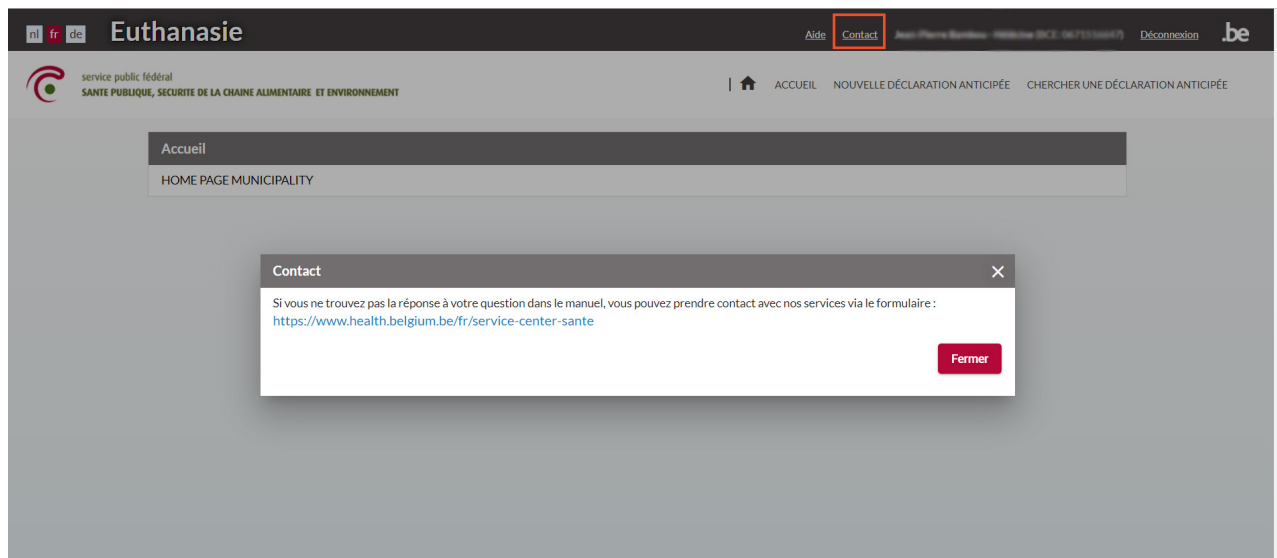 nl fr de Euthanasie Aide Contact Déconnexion .be
service public fédéral
SANTE PUBLIQUE, SECURITE DE LA CHAINE ALIMENTAIRE ET ENVIRONNEMENT
| ACCUEIL NOUVELLE DÉCLARATION ANTICIPÉE CHERCHER UNE DÉCLARATION ANTICIPÉE
Accueil
HOME PAGE MUNICIPALITY
Contact
Si vous ne trouvez pas la réponse à votre question dans le manuel, vous pouvez prendre contact avec nos services via le formulaire :
https://www.health.belgium.be/fr/service-center-sante
Fermer